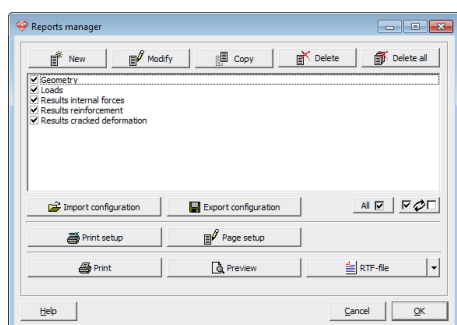 Reports manager
New Modify Copy Delete Delete all
Geometry
Loads
Results internal forces
Results reinforcement
Results cracked deformation
Import configuration Export configuration All
Print setup Page setup
Print Preview RTF-file
Help Cancel OK